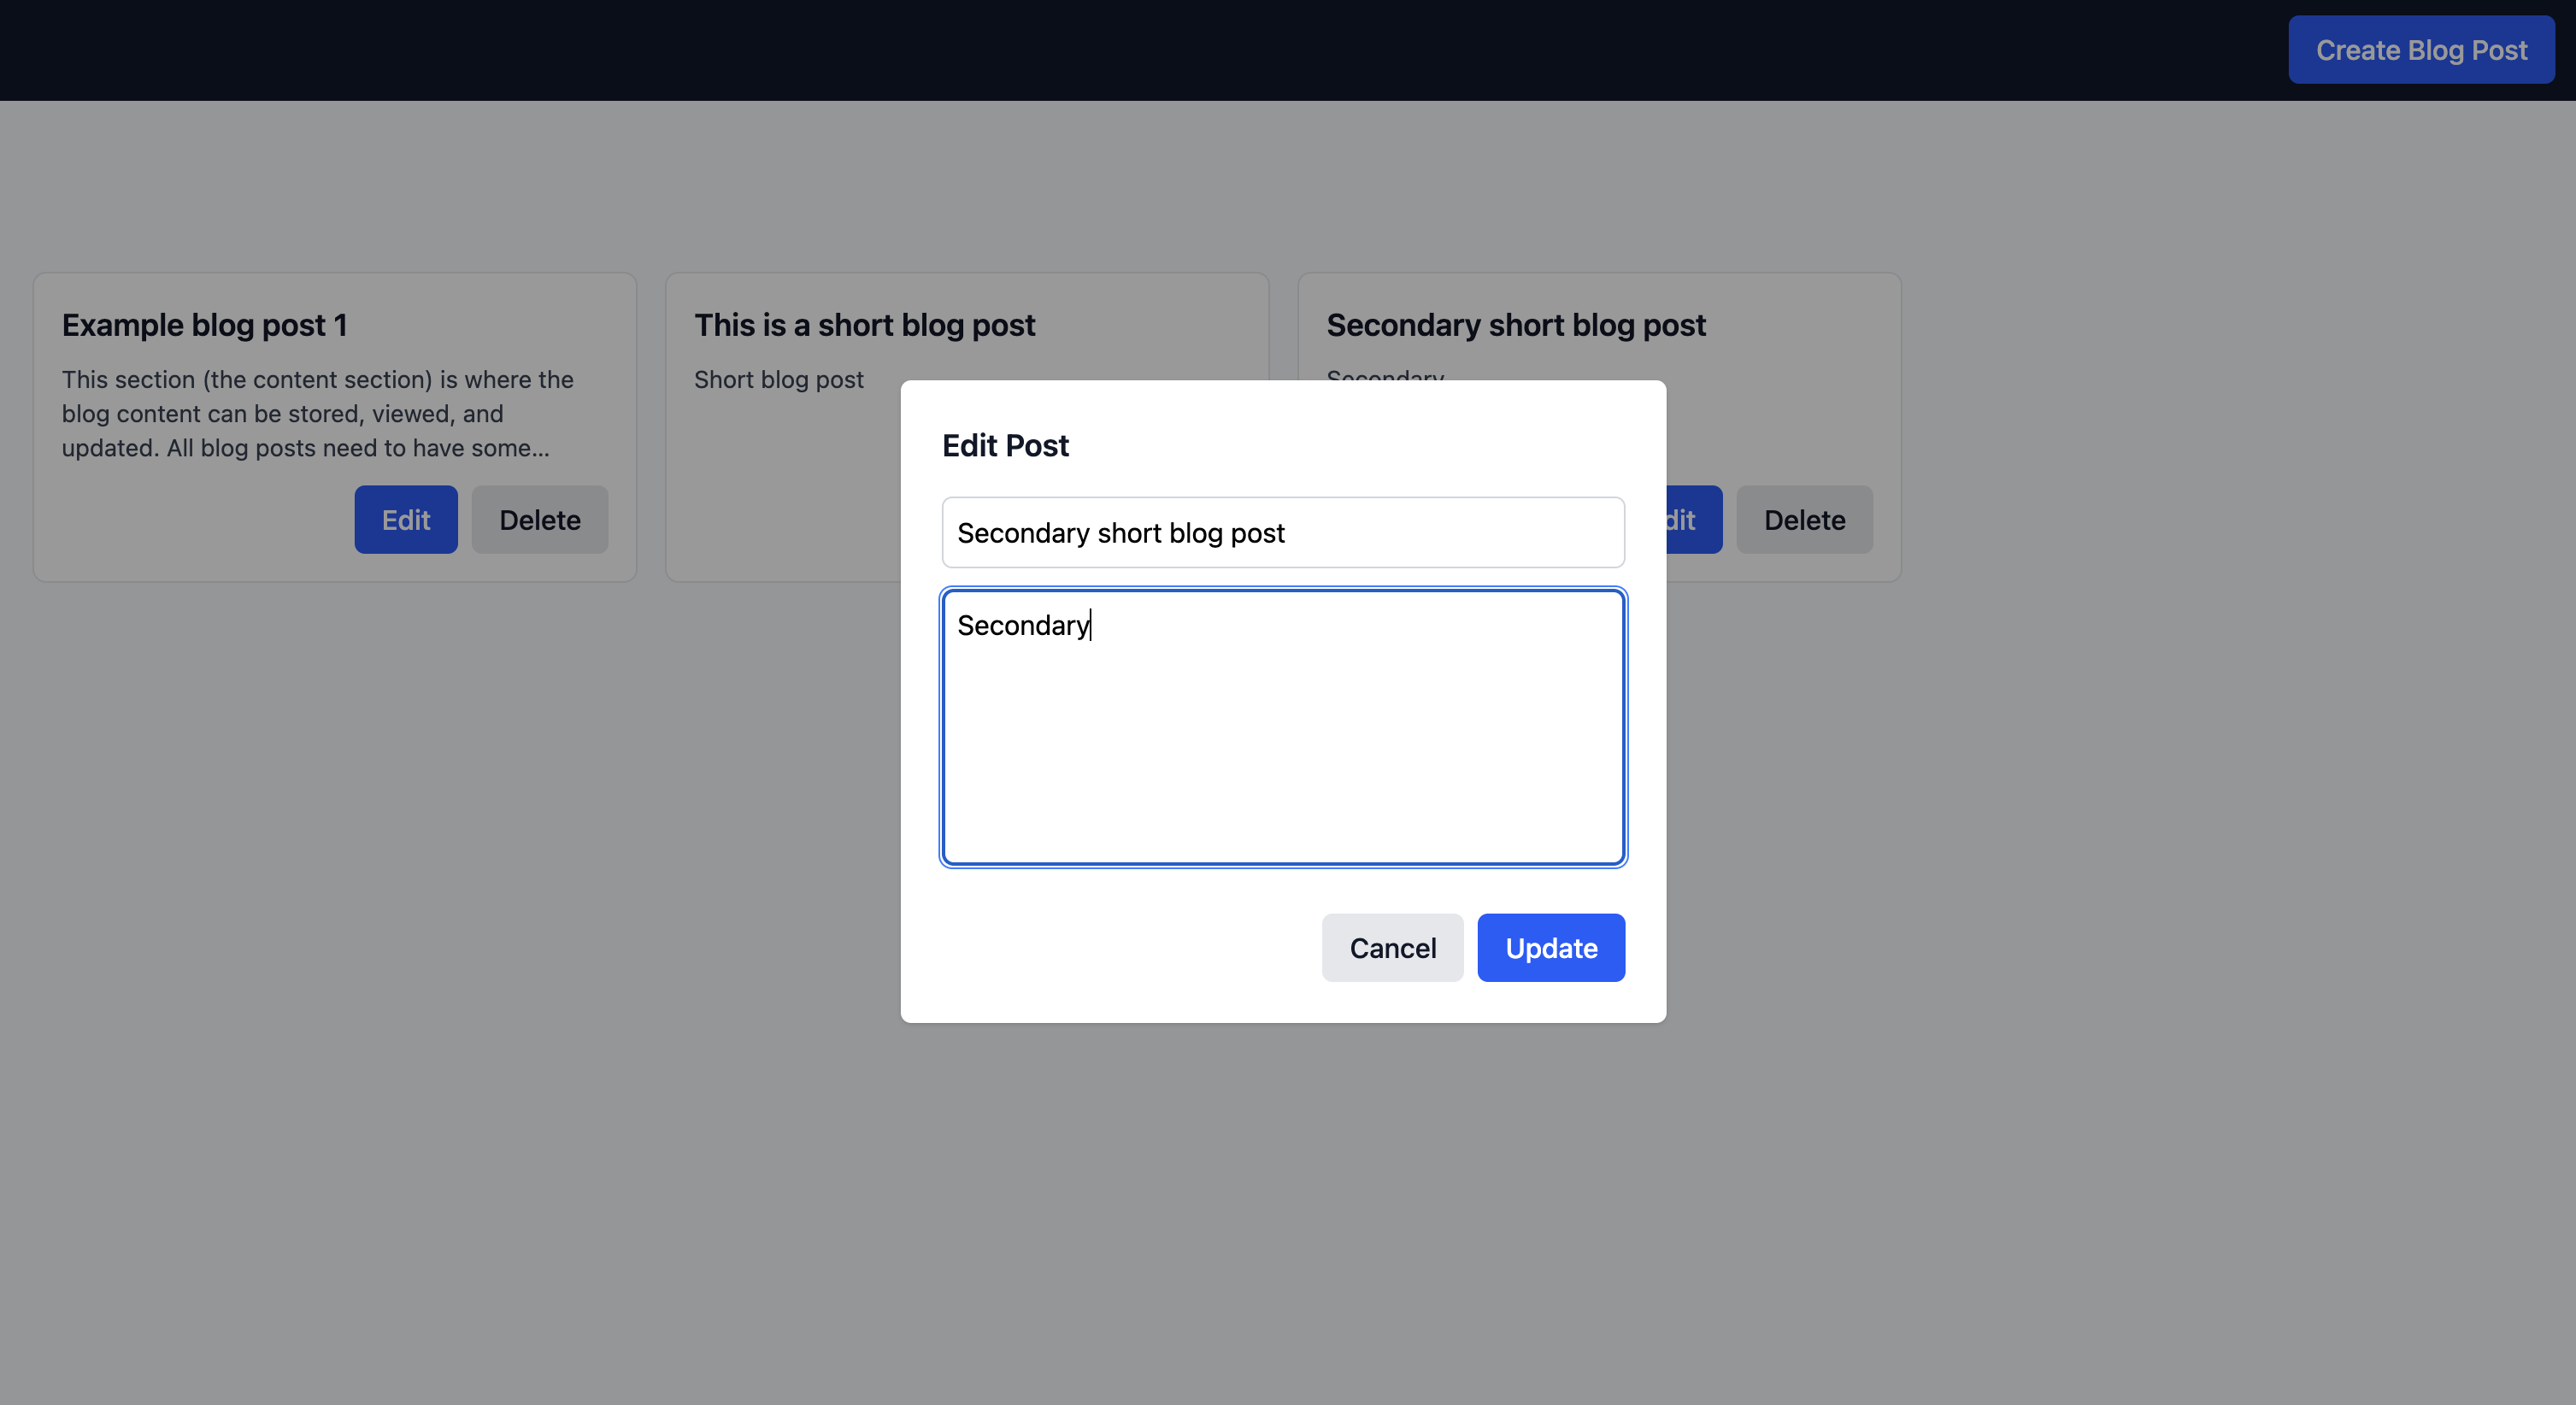 Create Blog Post
Example blog post 1
This section (the content section) is where the
blog content can be stored, viewed, and
updated. All blog posts need to have some...
Edit
Delete
This is a short blog post
Short blog post
Secondary short blog post
Secondary
Delete
Edit Post
Secondary short blog post
Secondary
Cancel
Update